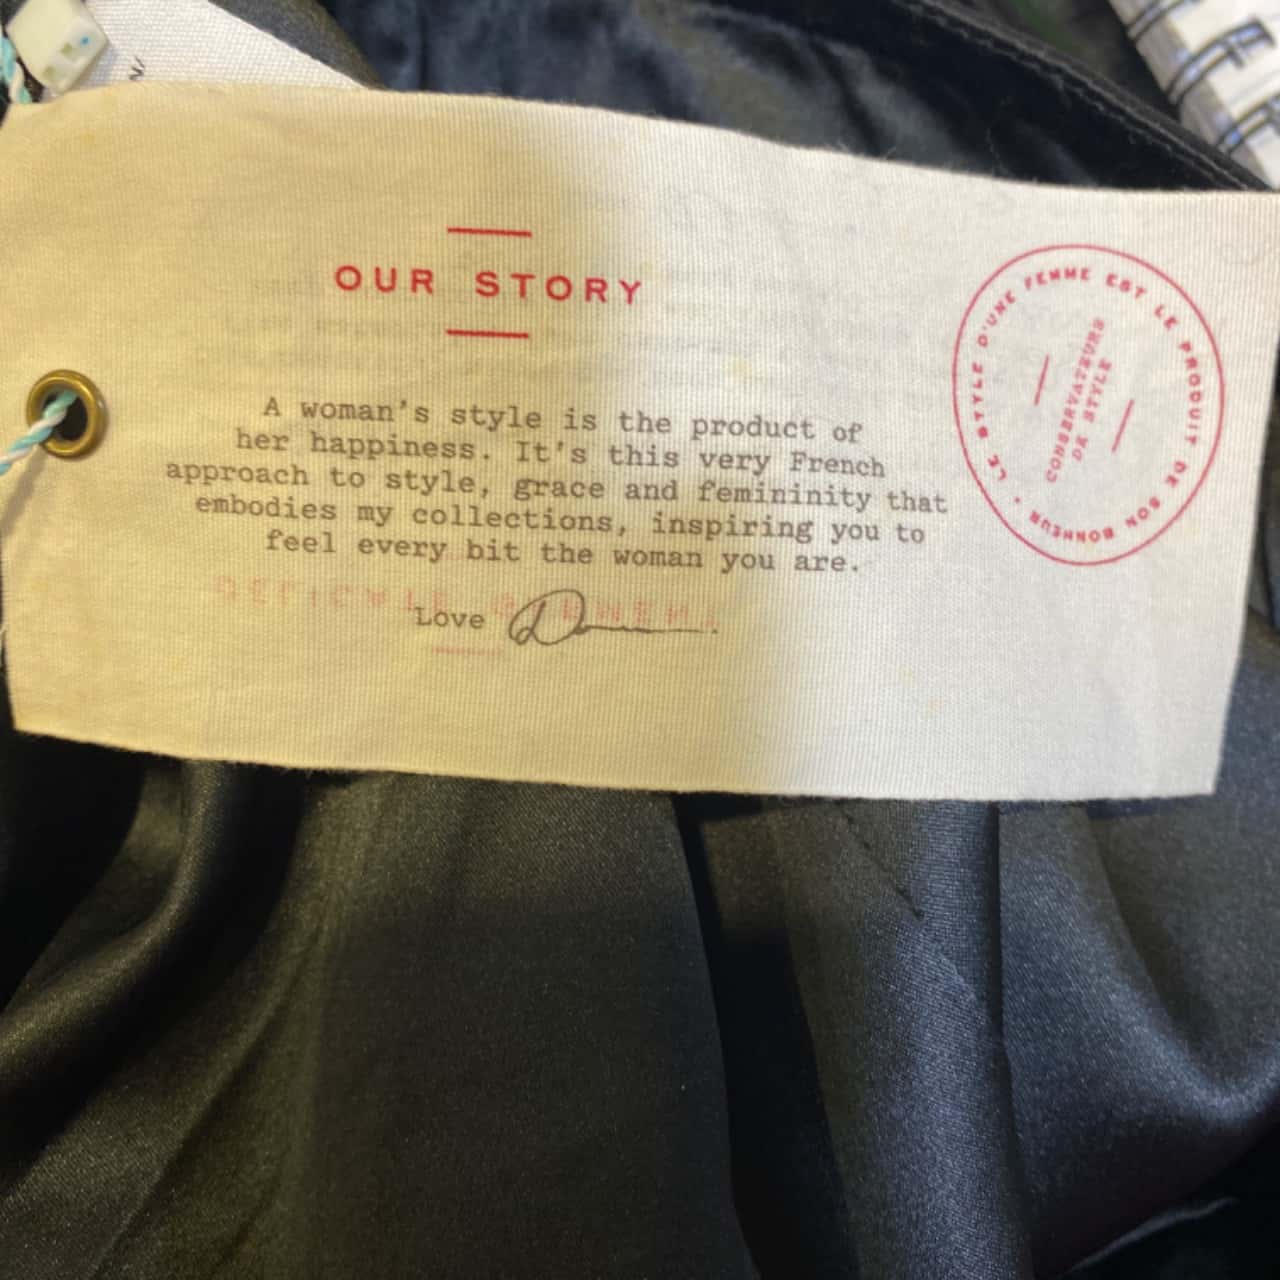 OUR STORY
A woman's style is the product of
her happiness. It's this very French
approach to style, grace and femininity that
embodies my collections, inspiring you to
feel every bit the woman you are.
Love
LE STYLE D'UNE FEMME EST LE PRODUIT DE SON BONHEUR •
CONSERVATEURS
DE STYLE